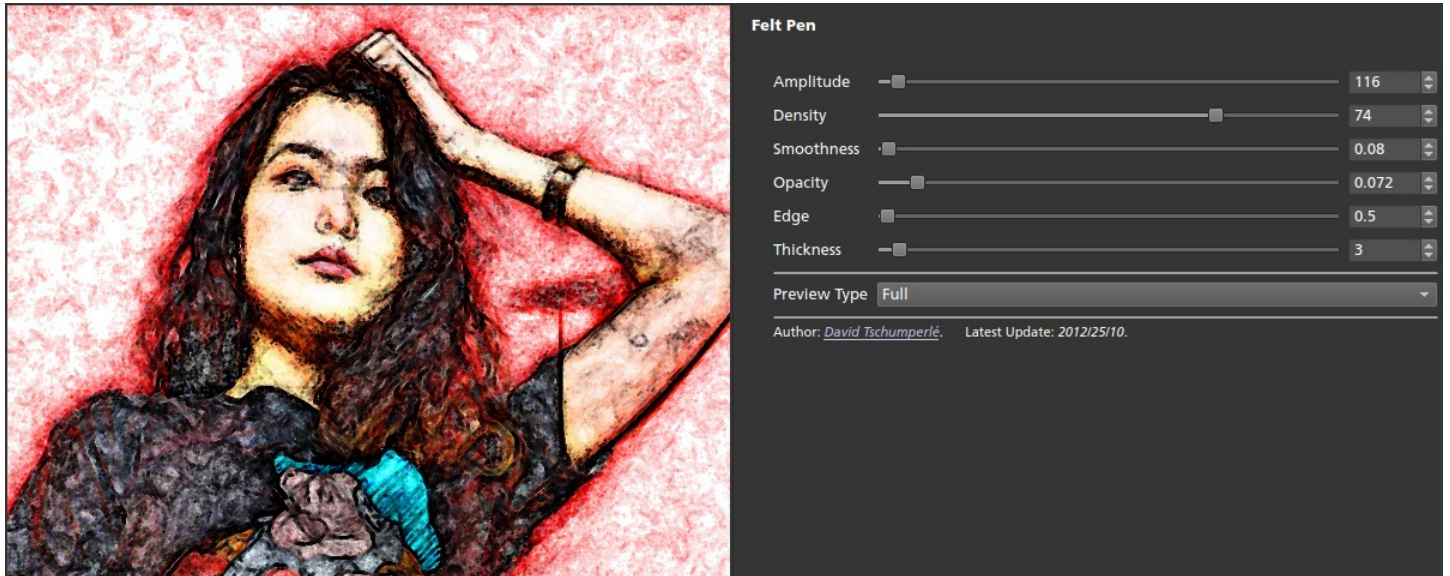 Felt Pen
Amplitude 116
Density 74
Smoothness 0.08
Opacity 0.072
Edge 0.5
Thickness 3
Preview Type Full
Author: David Tschumperlé. Latest Update: 2012/25/10.